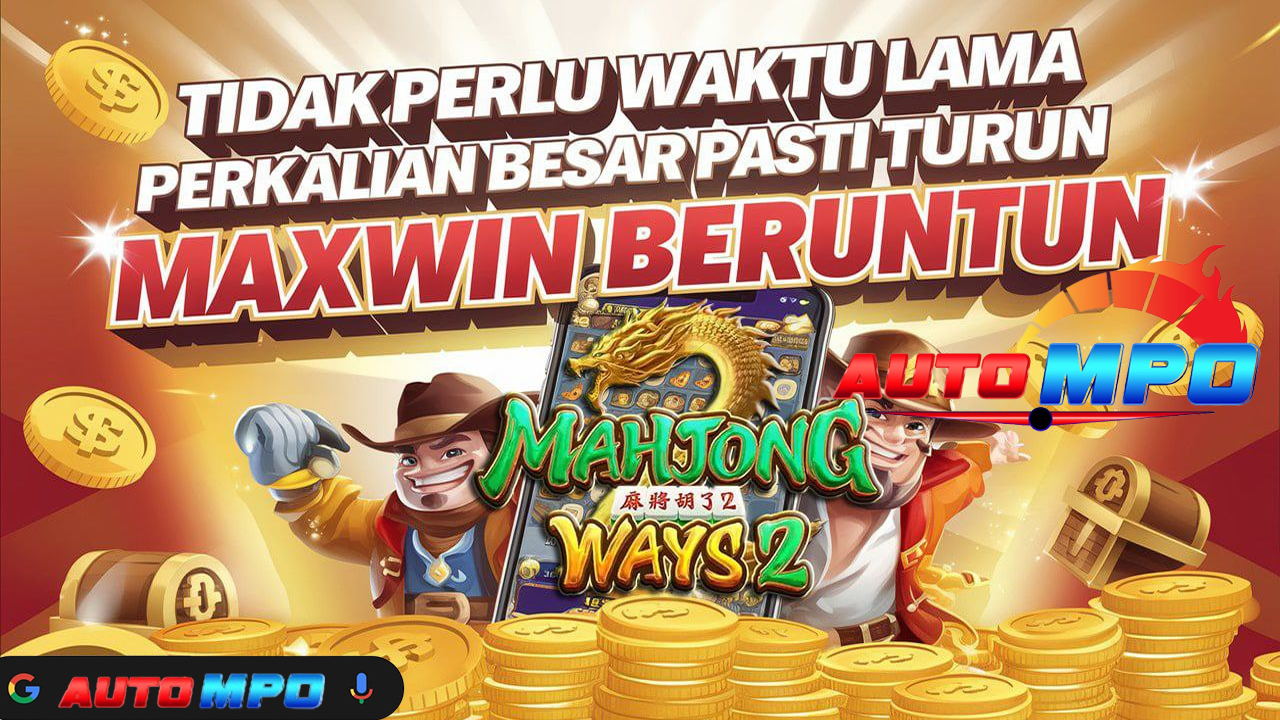 TIDAK PERLU WAKTU LAMA
PERKALIAN BESAR PASTI TURUN
MAXWIN BERUNTUN
AUTO MPO
MAHJONG
麻將胡了2
WAYS 2
AUTO MPO